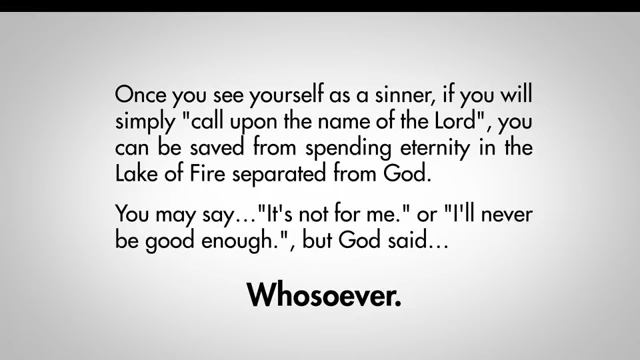 Once you see yourself as a sinner, if you will
simply "call upon the name of the Lord", you
can be saved from spending eternity in the
Lake of Fire separated from God.
You may say..."It's not for me." or "I'll never
be good enough.", but God said...
Whosoever.